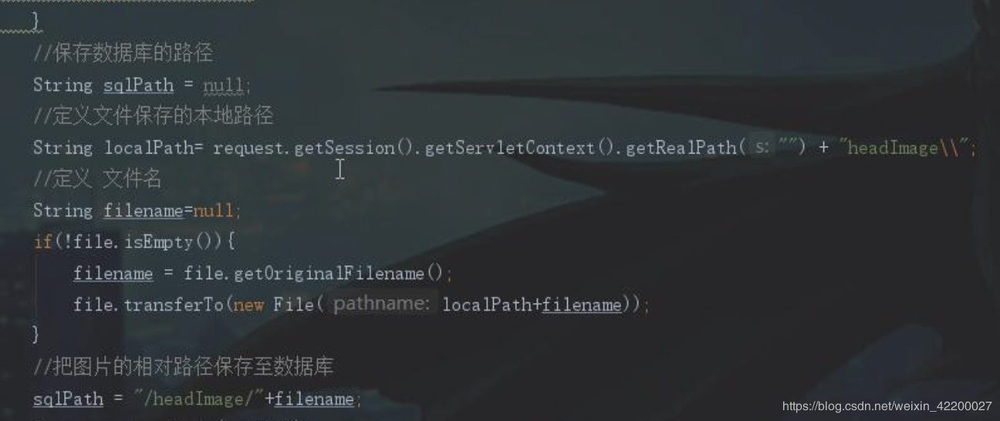 }
//保存数据库的路径
String sqlPath = null;
//定义文件保存的本地路径
String localPath= request.getSession().getServletContext().getRealPath( s: "") + "headImage\\";
//定义 文件名
String filename=null;
if(!file.isEmpty()){
filename = file.getOriginalFilename();
file.transferTo(new File( pathname: localPath+filename));
}
//把图片的相对路径保存至数据库
sqlPath = "/headImage/"+filename;
https://blog.csdn.net/weixin_42200027